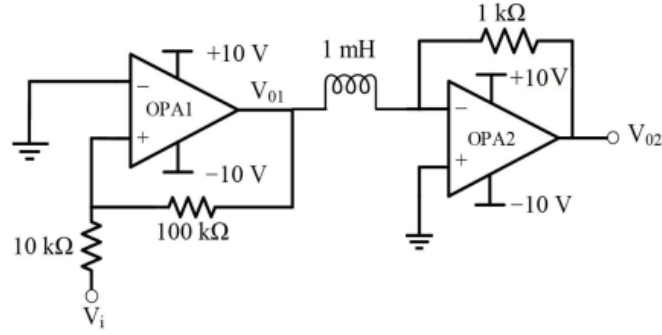 1 kΩ
+10 V
1 mH
V01
+10V
−
OPA1
+
−
OPA2
+
V02
−10 V
−10 V
100 kΩ
10 kΩ
Vi